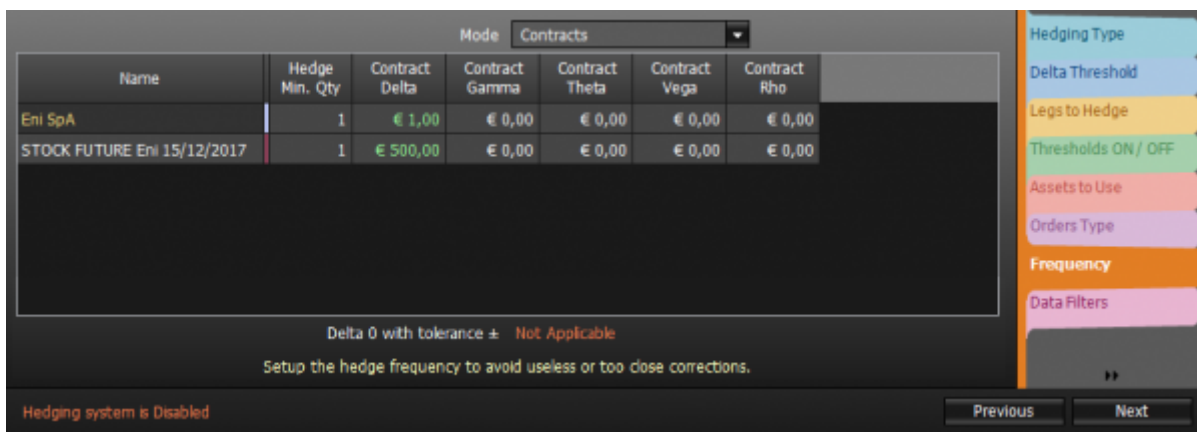 Mode Contracts
Name Hedge Min. Qty Contract Delta Contract Gamma Contract Theta Contract Vega Contract Rho
Eni SpA 1 € 1,00 € 0,00 € 0,00 € 0,00 € 0,00
STOCK FUTURE Eni 15/12/2017 1 € 500,00 € 0,00 € 0,00 € 0,00 € 0,00
Delta 0 with tolerance ± Not Applicable
Setup the hedge frequency to avoid useless or too close corrections.
Hedging Type
Delta Threshold
Legs to Hedge
Thresholds ON / OFF
Assets to Use
Orders Type
Frequency
Data Filters
Hedging system is Disabled
Previous Next